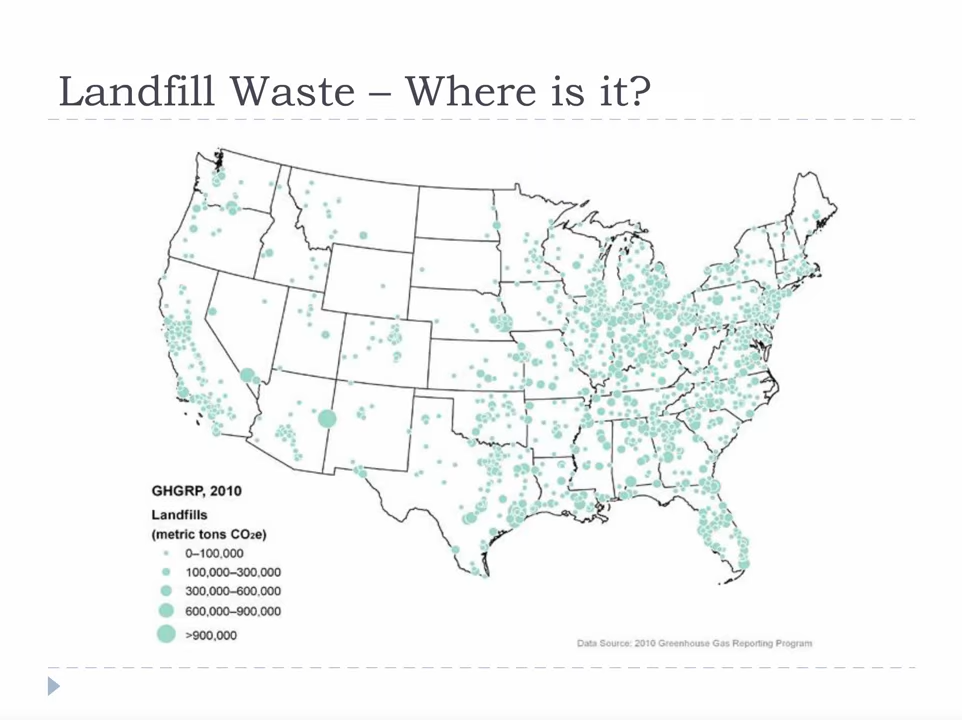 Landfill Waste – Where is it?
GHGRP, 2010
Landfills
(metric tons CO₂e)
0–100,000
100,000–300,000
300,000–600,000
600,000–900,000
>900,000
Data Source: 2010 Greenhouse Gas Reporting Program